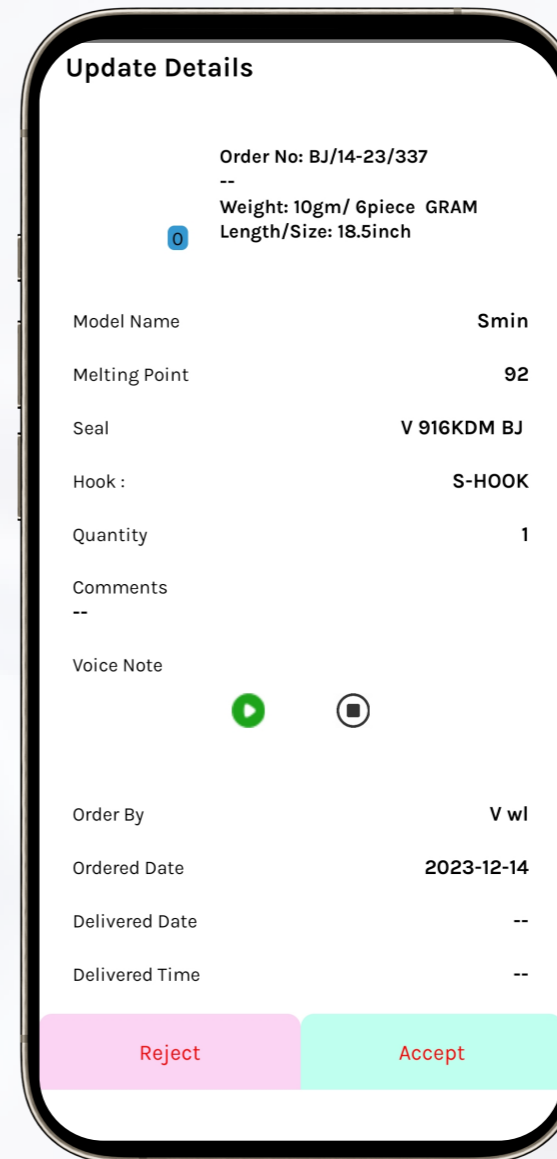 Update Details
Order No: BJ/14-23/337
--
Weight: 10gm/ 6piece  GRAM
0
Length/Size: 18.5inch
Model Name Smin
Melting Point 92
Seal V 916KDM BJ
Hook : S-HOOK
Quantity 1
Comments
--
Voice Note
Order By V wl
Ordered Date 2023-12-14
Delivered Date --
Delivered Time --
Reject Accept